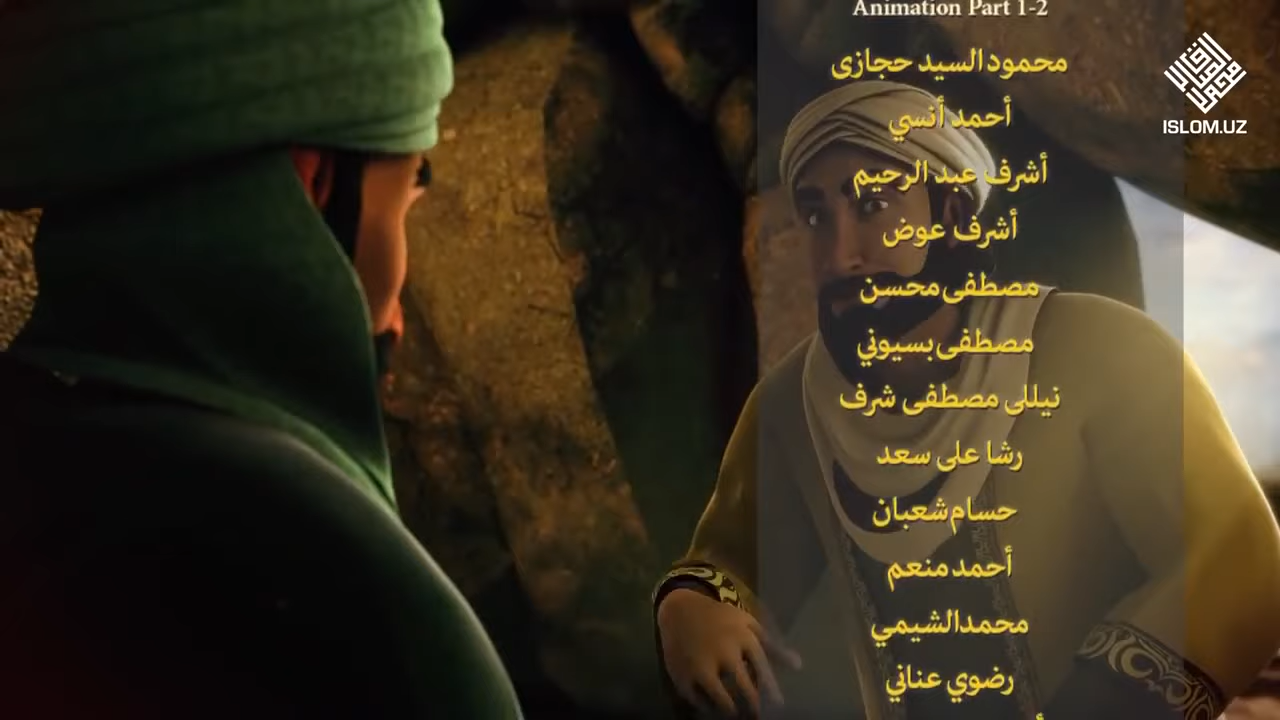 Animation Part 1-2
محمود السيد حجازى
أحمد أنسي
أشرف عبد الرحيم
أشرف عوض
مصطفى محسن
مصطفى بسيوني
نيللى مصطفى شرف
رشا على سعد
حسام شعبان
أحمد منعم
محمد الشيمي
رضوي عناني
ISLOM.UZ